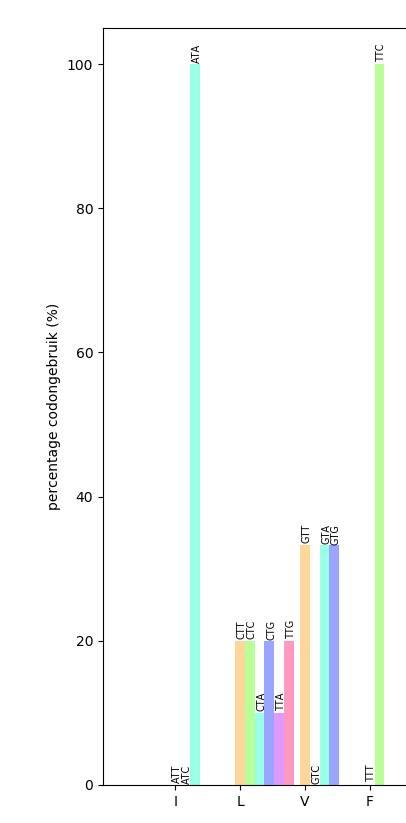 100
80
60
40
20
0
percentage codongebruik (%)
ATT
ATC
ATA
CTT
CTC
CTA
CTG
TTA
TTG
GTT
GTC
GTA
GTG
TTT
TTC
I L V F